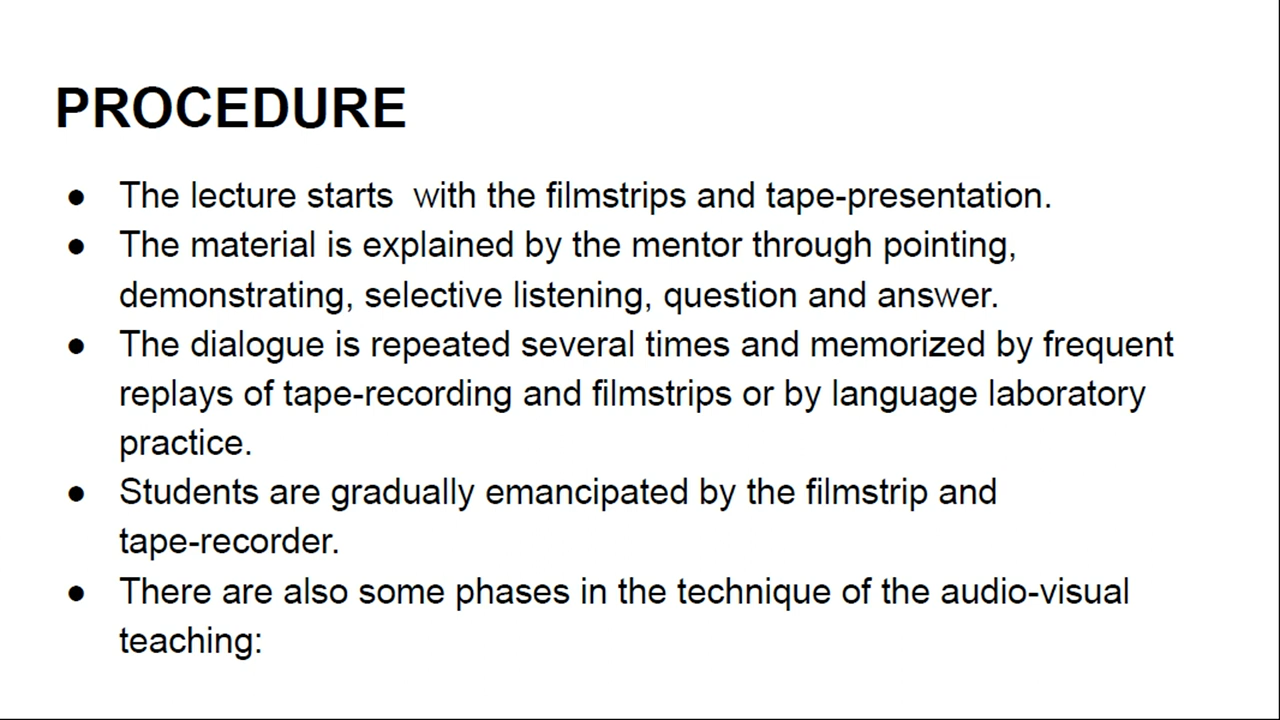 PROCEDURE
● The lecture starts  with the filmstrips and tape-presentation.
● The material is explained by the mentor through pointing,
demonstrating, selective listening, question and answer.
● The dialogue is repeated several times and memorized by frequent
replays of tape-recording and filmstrips or by language laboratory
practice.
● Students are gradually emancipated by the filmstrip and
tape-recorder.
● There are also some phases in the technique of the audio-visual
teaching: